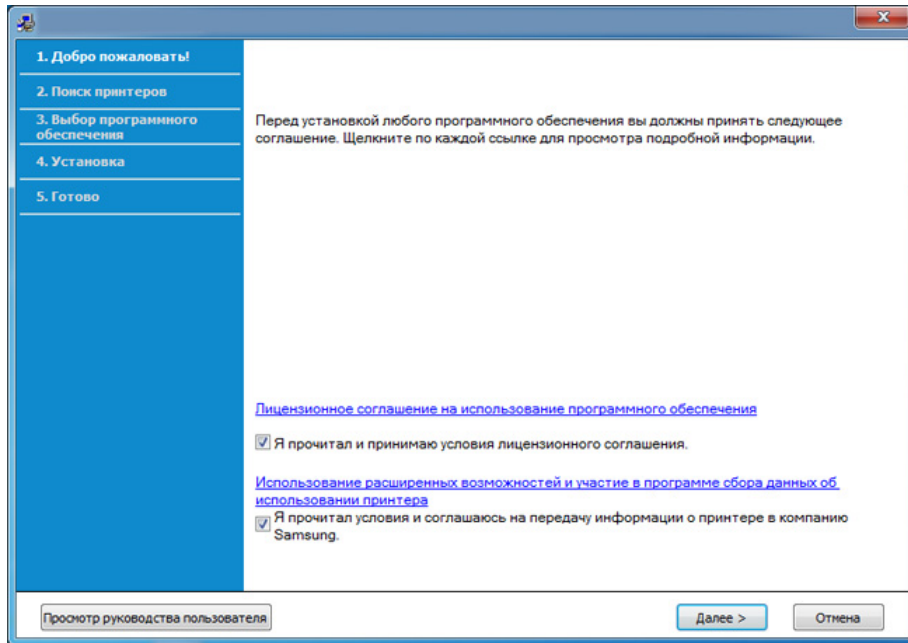 1. Добро пожаловать!
2. Поиск принтеров
3. Выбор программного
обеспечения
4. Установка
5. Готово
Перед установкой любого программного обеспечения вы должны принять следующее
соглашение. Щелкните по каждой ссылке для просмотра подробной информации.
Лицензионное соглашение на использование программного обеспечения
Я прочитал и принимаю условия лицензионного соглашения.
Использование расширенных возможностей и участие в программе сбора данных об
использовании принтера
Я прочитал условия и соглашаюсь на передачу информации о принтере в компанию
Samsung.
Просмотр руководства пользователя
Далее >
Отмена